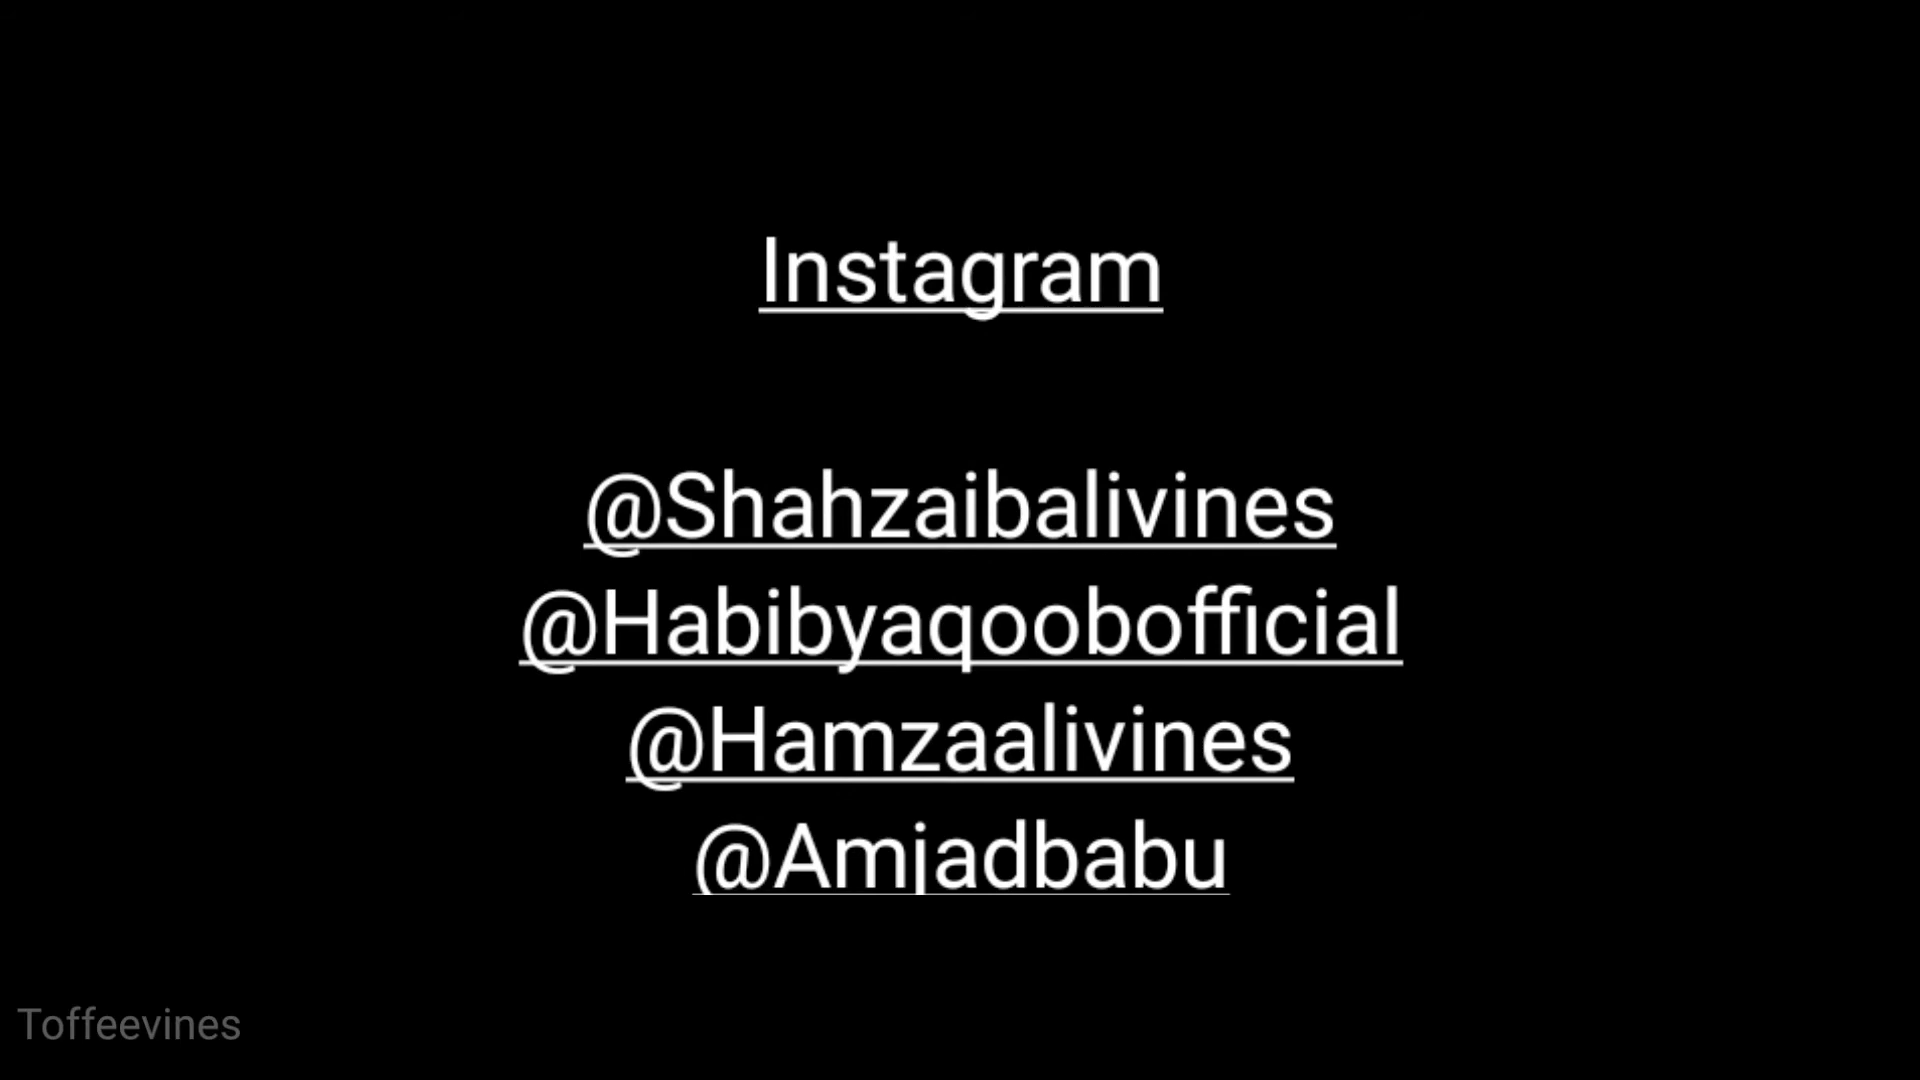 Instagram
@Shahzaibalivines
@Habibyaqoobofficial
@Hamzaalivines
@Amjadbabu
Toffeevines